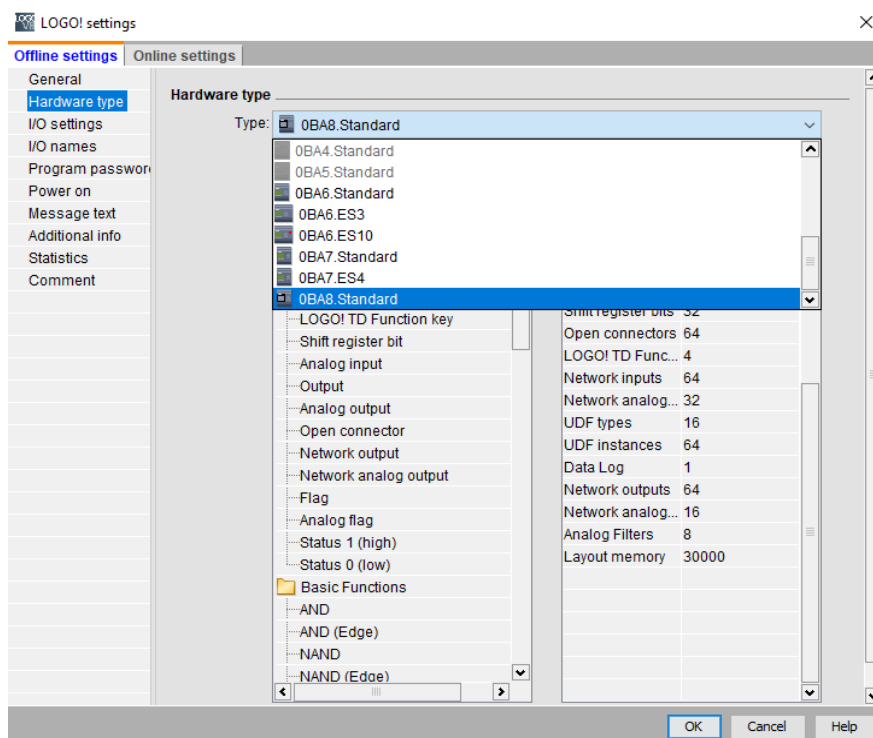 LOGO! settings
Offline settings Online settings
General
Hardware type
I/O settings
I/O names
Program passwor
Power on
Message text
Additional info
Statistics
Comment
Hardware type
Type: 0BA8.Standard
0BA4.Standard
0BA5.Standard
0BA6.Standard
0BA6.ES3
0BA6.ES10
0BA7.Standard
0BA7.ES4
0BA8.Standard
LOGO! TD Function key
Shift register bit
Analog input
Output
Analog output
Open connector
Network output
Network analog output
Flag
Analog flag
Status 1 (high)
Status 0 (low)
Basic Functions
AND
AND (Edge)
NAND
NAND (Edge)
Shift register bits 32
Open connectors 64
LOGO! TD Func... 4
Network inputs 64
Network analog... 32
UDF types 16
UDF instances 64
Data Log 1
Network outputs 64
Network analog... 16
Analog Filters 8
Layout memory 30000
OK Cancel Help